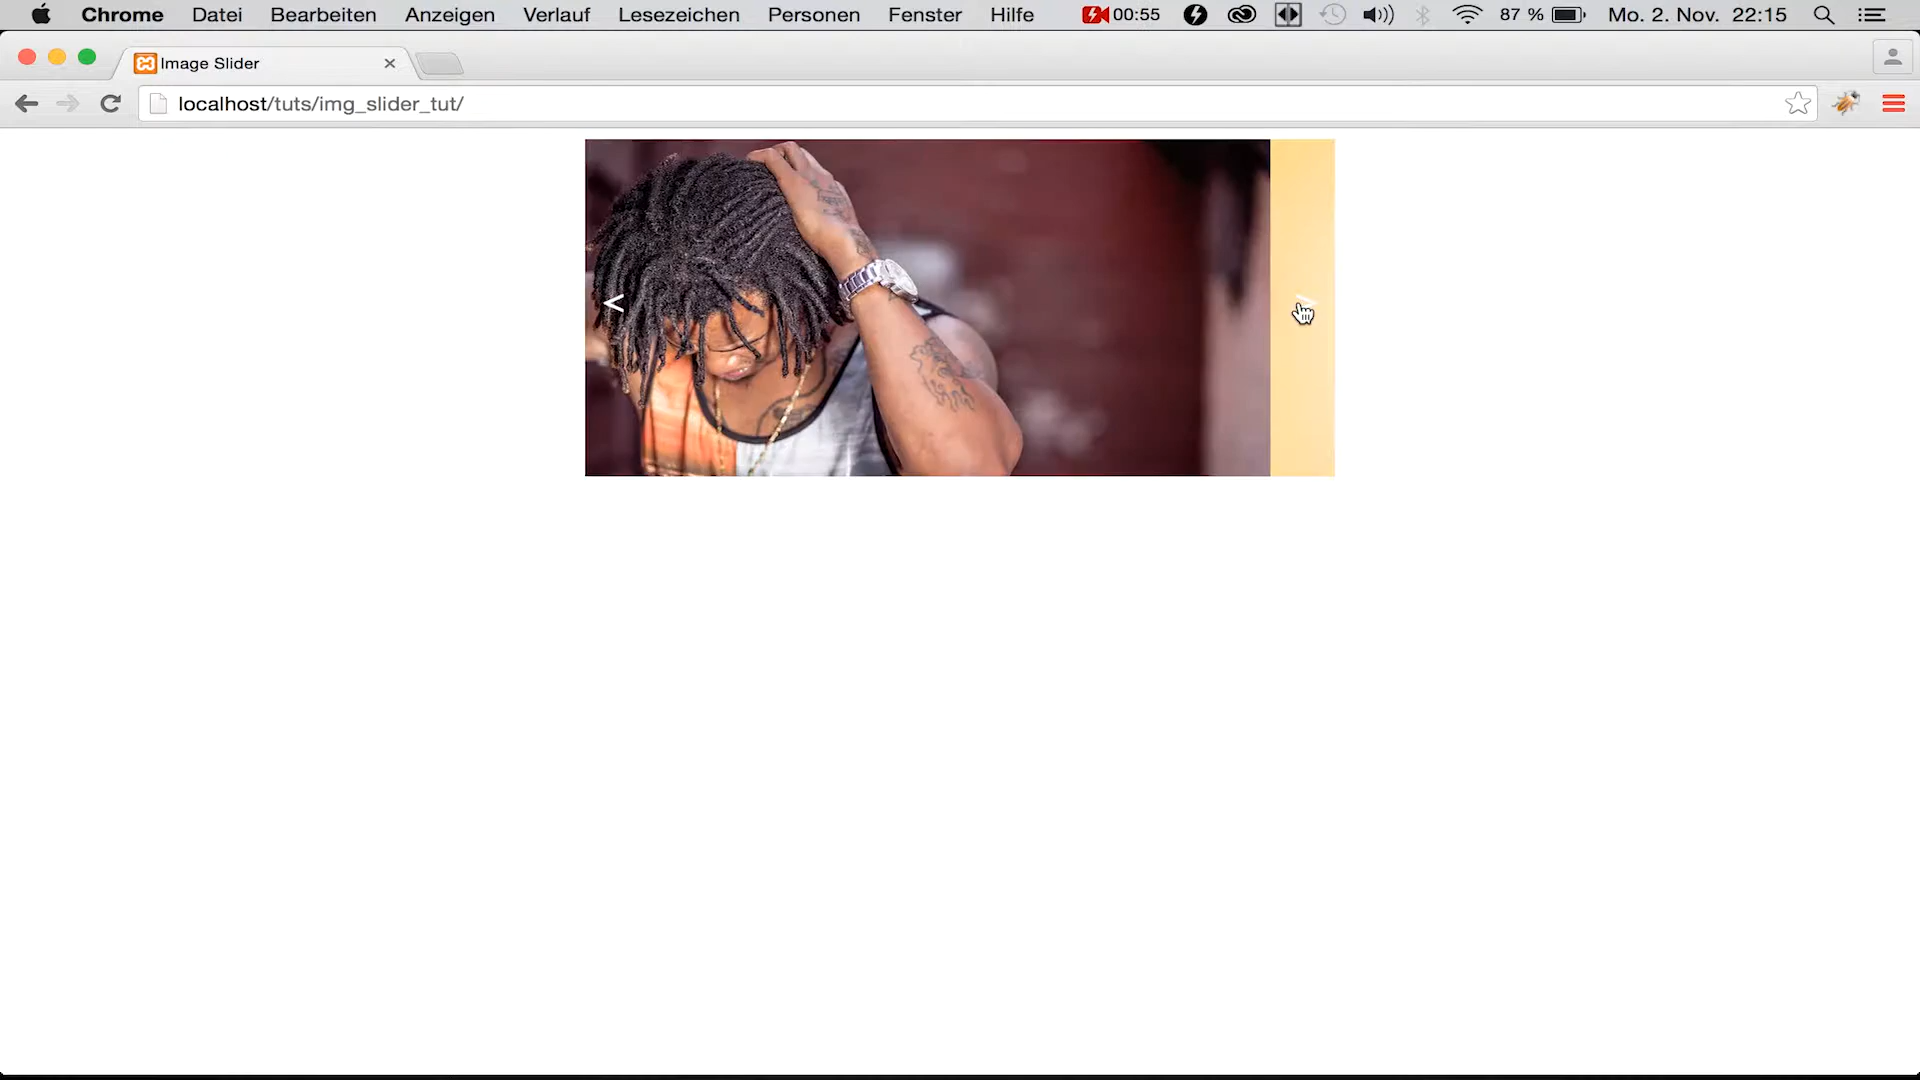 Chrome Datei Bearbeiten Anzeigen Verlauf Lesezeichen Personen Fenster Hilfe 00:55 87 % Mo. 2. Nov. 22:15
Image Slider
localhost/tuts/img_slider_tut/
< >